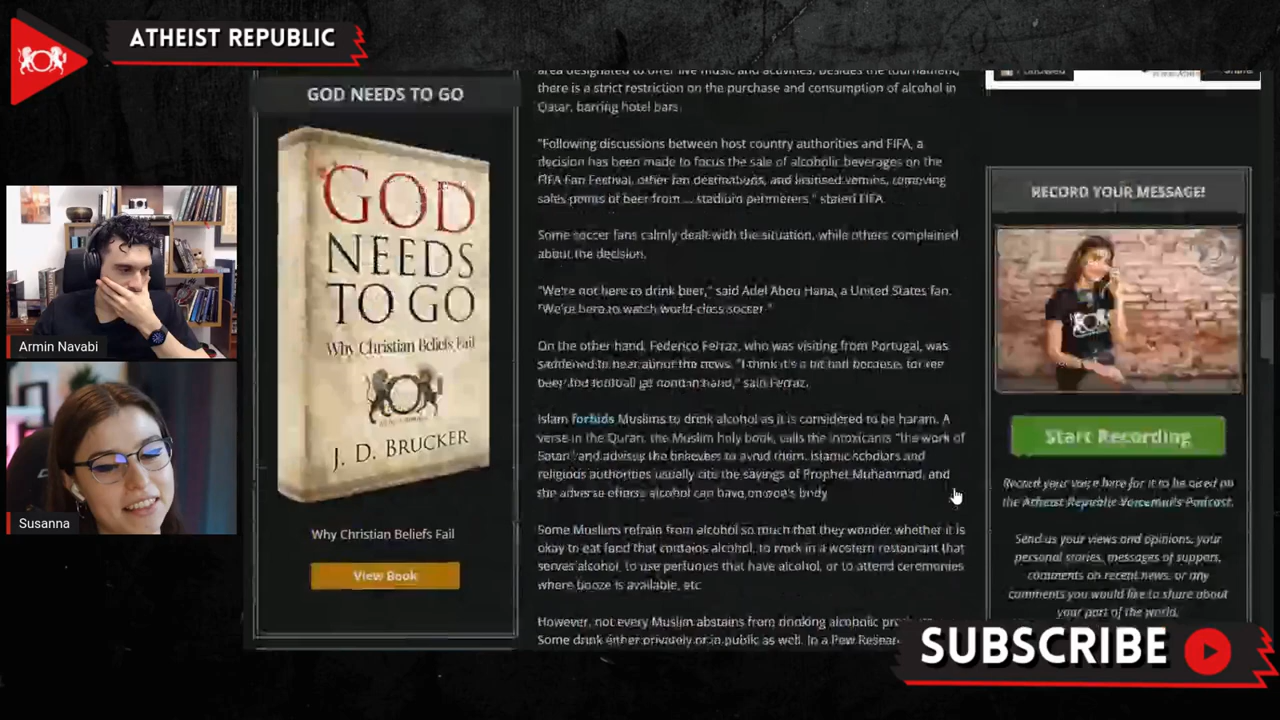 ATHEIST REPUBLIC
GOD NEEDS TO GO
GOD
NEEDS
TO GO
Why Christian Beliefs Fail
J. D. BRUCKER
Why Christian Beliefs Fail
View Book
Armin Navabi
Susanna
area designated to offer live music and activities. Besides the tournament,
there is a strict restriction on the purchase and consumption of alcohol in
Qatar, barring hotel bars.
"Following discussions between host country authorities and FIFA, a
decision has been made to focus the sale of alcoholic beverages on the
FIFA Fan Festival, other fan destinations, and licensed venues, removing
sales points of beer from ... stadium perimeters," stated FIFA.
Some soccer fans calmly dealt with the situation, while others complained
about the decision.
"We're not here to drink beer," said Adel Abou Hana, a United States fan.
"We're here to watch world-class soccer."
On the other hand, Federico Ferraz, who was visiting from Portugal, was
saddened to hear about the news. "I think it's a bit bad because, for
beer and football go hand in hand," said Ferraz.
Islam forbids Muslims to drink alcohol as it is considered to be haram. A
verse in the Quran, the Muslim holy book, calls the intoxicants "the work of
Satan" and advises the believers to avoid them. Islamic scholars and
religious authorities usually cite the sayings of Prophet Muhammad, and
the adverse effects alcohol can have on one's body
Some Muslims refrain from alcohol so much that they wonder whether it is
okay to eat food that contains alcohol, to work in a western restaurant that
serves alcohol, to use perfumes that have alcohol, or to attend ceremonies
where booze is available, etc
However, not every Muslim abstains from drinking alcoholic
Some drink either privately or in public as well. In a Pew
RECORD YOUR MESSAGE!
Start Recording
Record your voice here for it to be used on
the Atheist Republic Voicemails Podcast.
Send us your views and opinions, your
personal stories, messages of support,
comments on recent news, or any
comments you would like to share about
your part of the world.
SUBSCRIBE